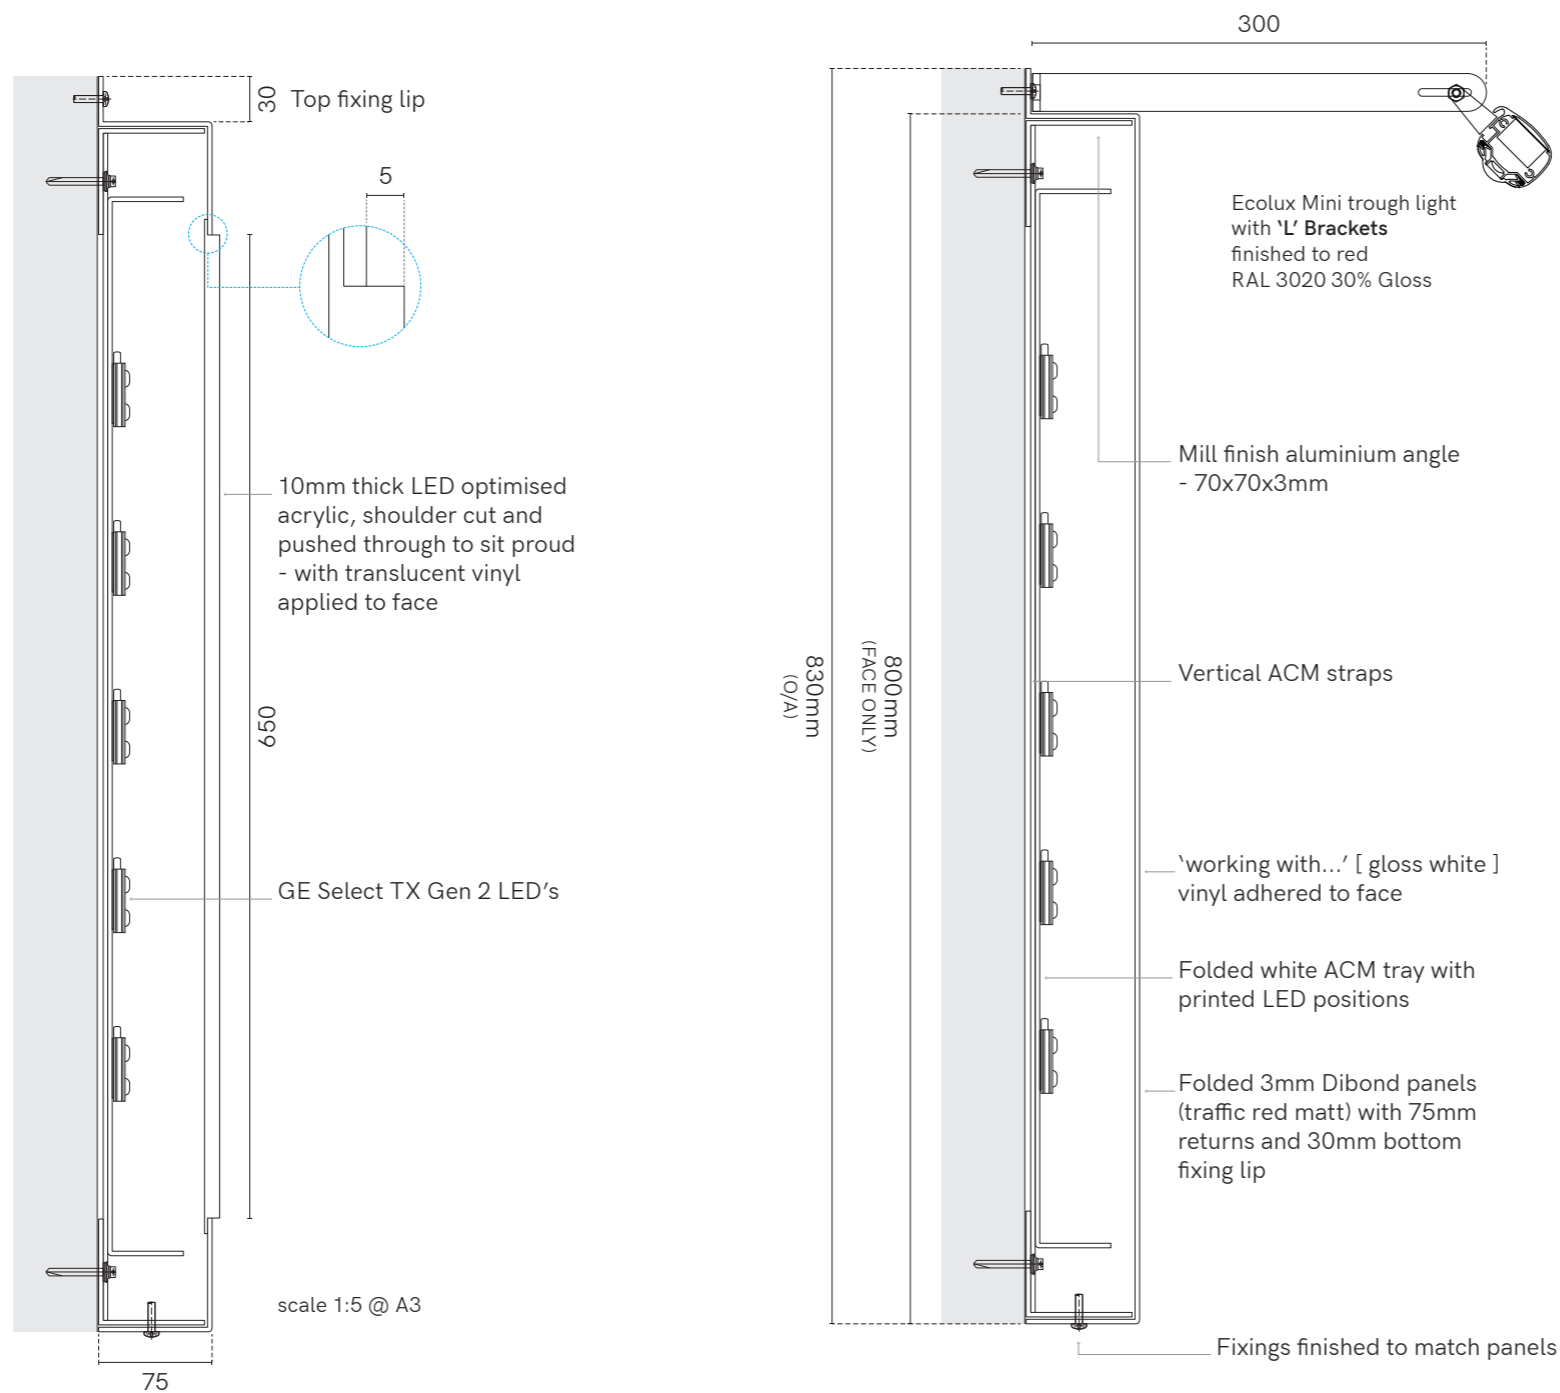 30
Top fixing lip
5
10mm thick LED optimised
acrylic, shoulder cut and
pushed through to sit proud
- with translucent vinyl
applied to face
650
GE Select TX Gen 2 LED’s
scale 1:5 @ A3
75
300
Ecolux Mini trough light
with ‘L’ Brackets
finished to red
RAL 3020 30% Gloss
Mill finish aluminium angle
- 70x70x3mm
830mm
(O/A)
800mm
(FACE ONLY)
Vertical ACM straps
‘working with...’ [ gloss white ]
vinyl adhered to face
Folded white ACM tray with
printed LED positions
Folded 3mm Dibond panels
(traffic red matt) with 75mm
returns and 30mm bottom
fixing lip
Fixings finished to match panels